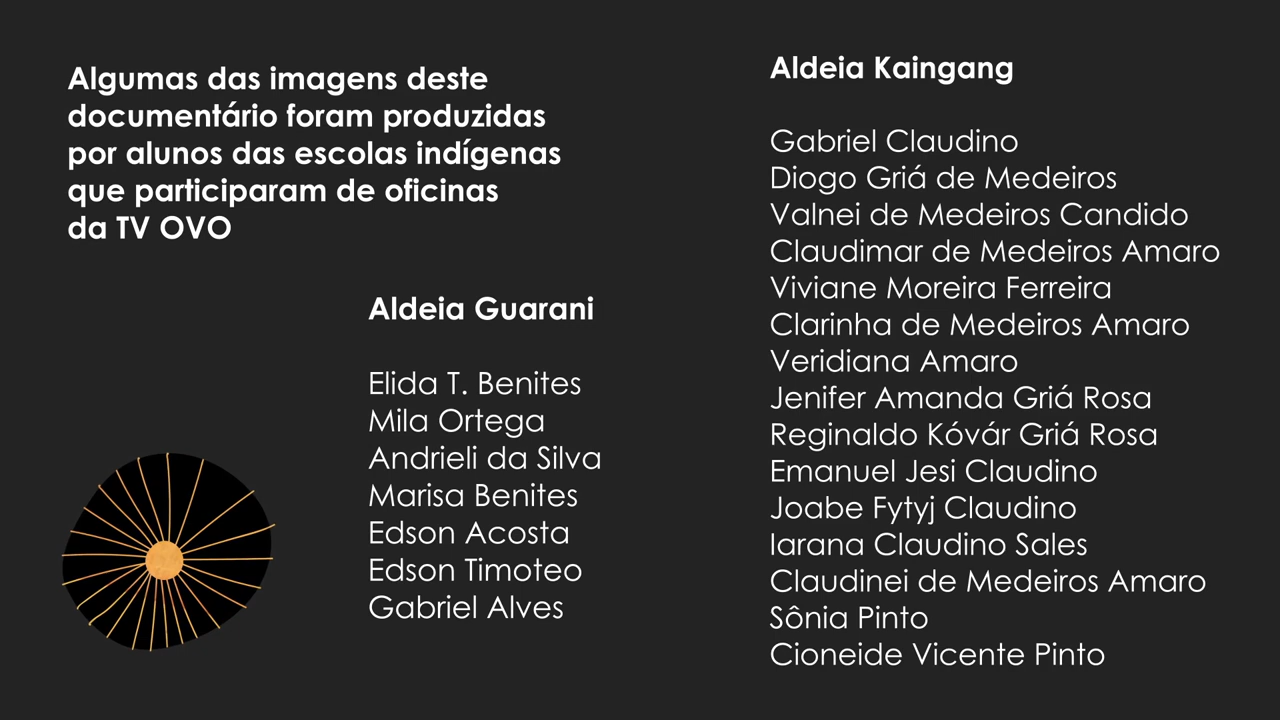 Algumas das imagens deste
documentário foram produzidas
por alunos das escolas indígenas
que participaram de oficinas
da TV OVO
Aldeia Guarani
Elida T. Benites
Mila Ortega
Andrieli da Silva
Marisa Benites
Edson Acosta
Edson Timoteo
Gabriel Alves
Aldeia Kaingang
Gabriel Claudino
Diogo Griá de Medeiros
Valnei de Medeiros Candido
Claudimar de Medeiros Amaro
Viviane Moreira Ferreira
Clarinha de Medeiros Amaro
Veridiana Amaro
Jenifer Amanda Griá Rosa
Reginaldo Kóvár Griá Rosa
Emanuel Jesi Claudino
Joabe Fytyj Claudino
Iarana Claudino Sales
Claudinei de Medeiros Amaro
Sônia Pinto
Cioneide Vicente Pinto